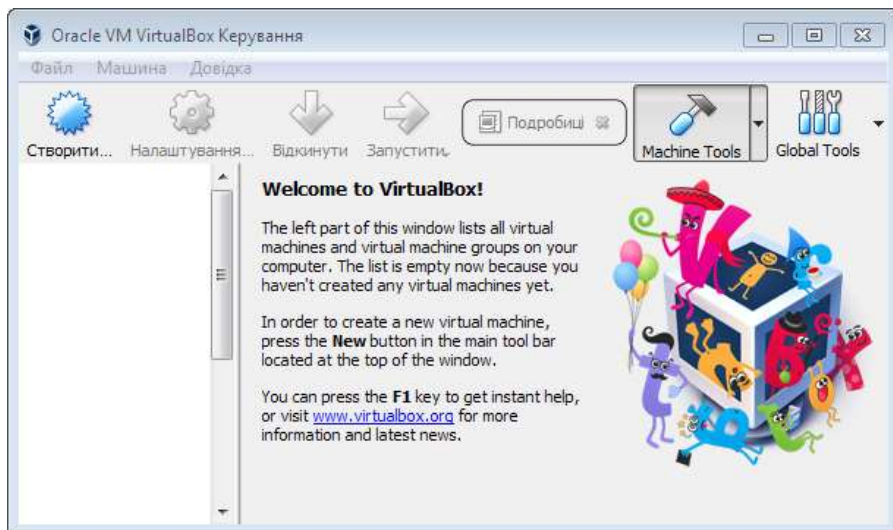 Oracle VM VirtualBox Керування
Файл Машина Довідка
Створити... Налаштування... Відкинути Запустити Подробиці Machine Tools Global Tools
Welcome to VirtualBox!
The left part of this window lists all virtual
machines and virtual machine groups on your
computer. The list is empty now because you
haven't created any virtual machines yet.
In order to create a new virtual machine,
press the New button in the main tool bar
located at the top of the window.
You can press the F1 key to get instant help,
or visit www.virtualbox.org for more
information and latest news.